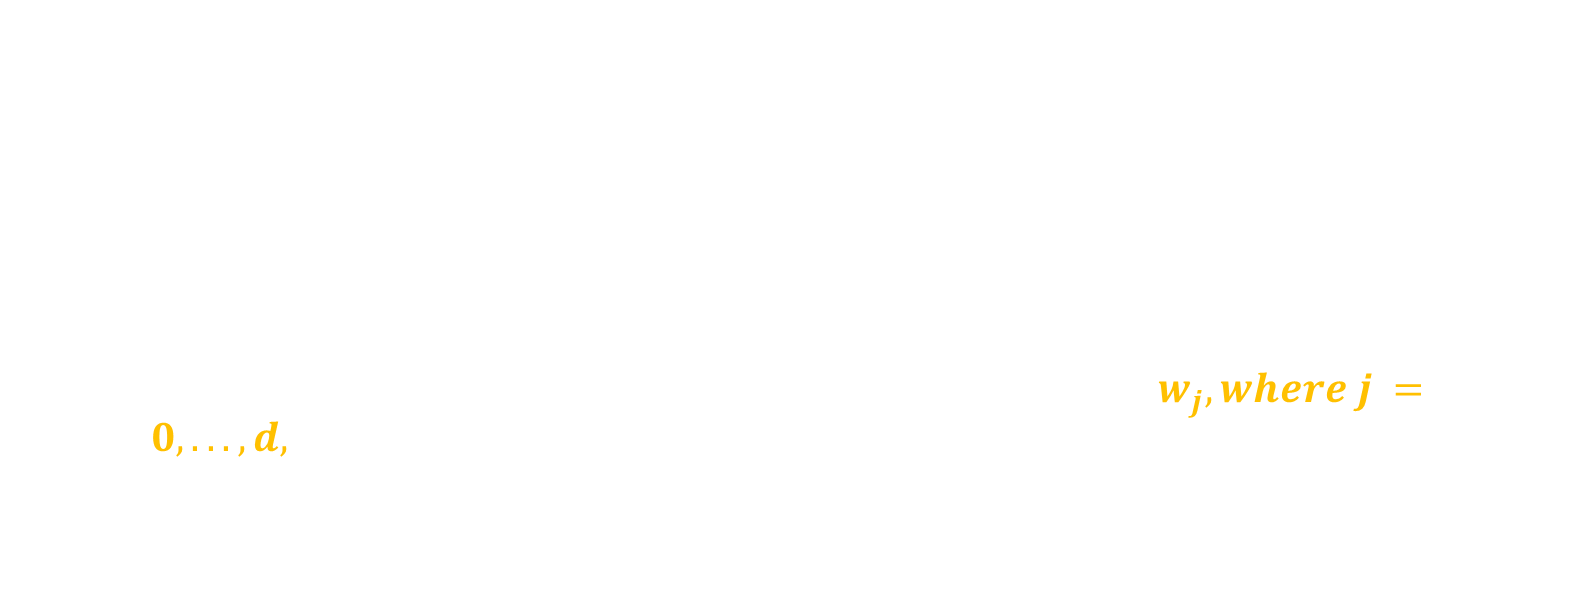 w_j, where j =
0, . . . , d,